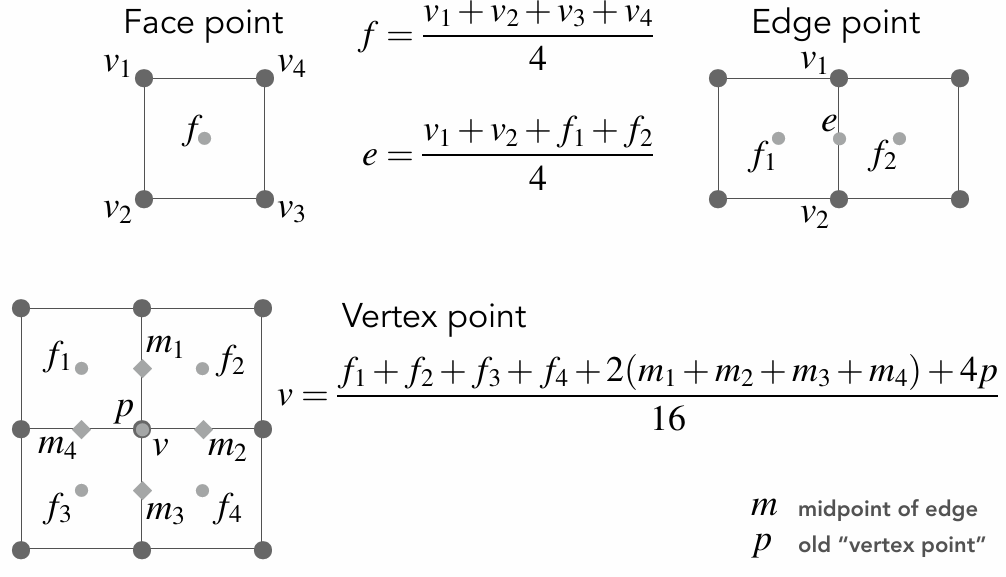 Face point
v₁ v₄
f
v₂ v₃
f = (v₁ + v₂ + v₃ + v₄) / 4
e = (v₁ + v₂ + f₁ + f₂) / 4
Edge point
v₁
e
f₁ f₂
v₂
f₁ m₁ f₂
p
m₄ v m₂
f₃ m₃ f₄
Vertex point
v = (f₁ + f₂ + f₃ + f₄ + 2(m₁ + m₂ + m₃ + m₄) + 4p) / 16
m midpoint of edge
p old “vertex point”